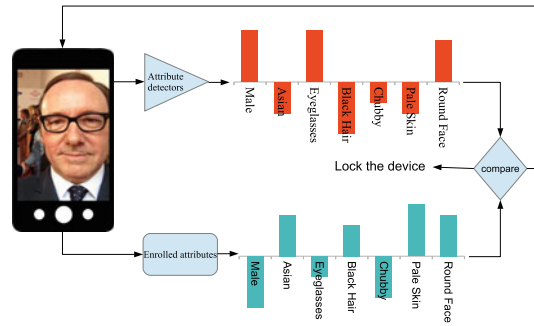 Attribute
detectors
Male
Asian
Eyeglasses
Black Hair
Chubby
Pale Skin
Round Face
Lock the device
compare
Enrolled attributes
Male
Asian
Eyeglasses
Black Hair
Chubby
Pale Skin
Round Face